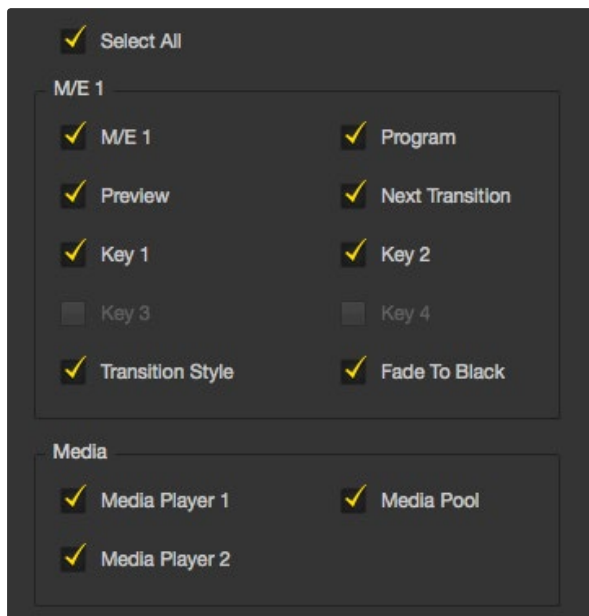 Select All
M/E 1
M/E 1 Program
Preview Next Transition
Key 1 Key 2
Key 3 Key 4
Transition Style Fade To Black
Media
Media Player 1 Media Pool
Media Player 2